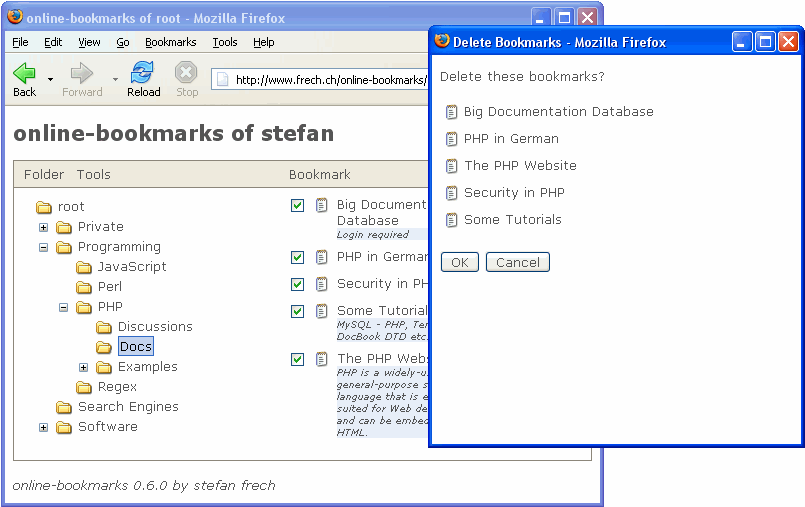 online-bookmarks of root - Mozilla Firefox
File Edit View Go Bookmarks Tools Help
Back Forward Reload Stop http://www.frech.ch/online-bookmarks/
online-bookmarks of stefan
Folder Tools Bookmark
root
Private
Programming
JavaScript
Perl
PHP
Discussions
Docs
Examples
Regex
Search Engines
Software
Big Document
Database
Login required
PHP in German
Security in PH
Some Tutorial
MySQL - PHP, Ter
DocBook DTD etc.
The PHP Webs
PHP is a widely-u
general-purpose s
language that is e
suited for Web de
and can be embed
HTML.
online-bookmarks 0.6.0 by stefan frech
Delete Bookmarks - Mozilla Firefox
Delete these bookmarks?
Big Documentation Database
PHP in German
The PHP Website
Security in PHP
Some Tutorials
OK Cancel